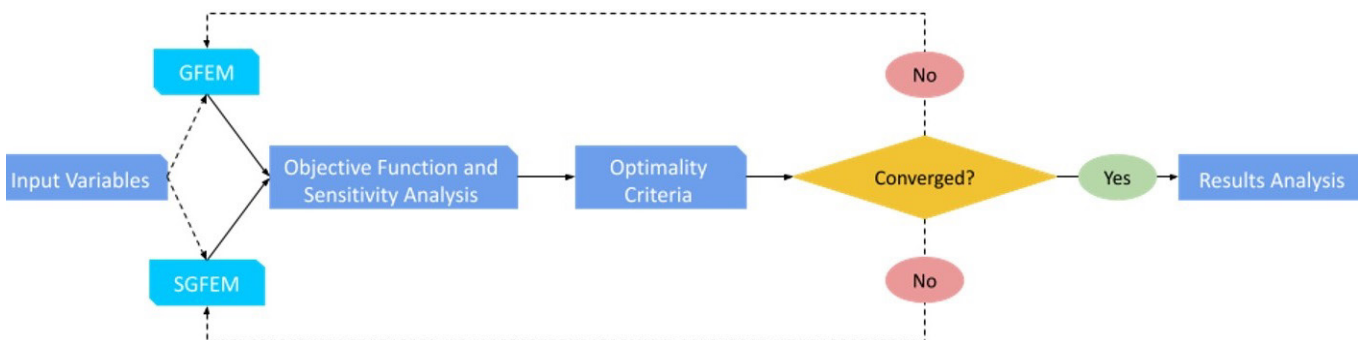 GFEM
No
Input Variables
Objective Function and
Sensitivity Analysis
Optimality
Criteria
Converged?
Yes
Results Analysis
SGFEM
No